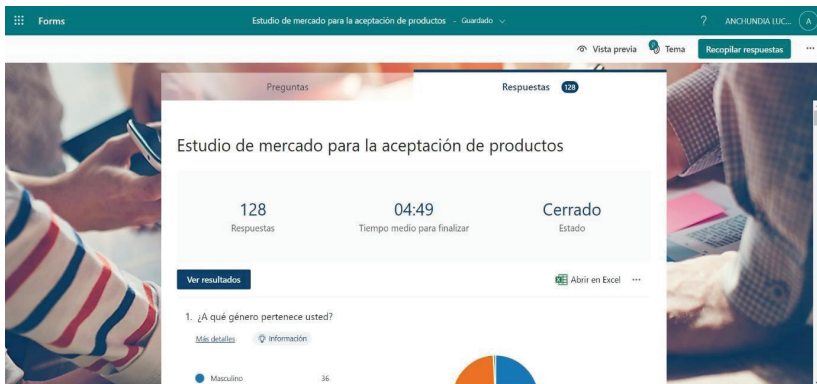 Forms
Estudio de mercado para la aceptación de productos - Guardado
? ANCHUNDIA LUC... A
Vista previa
Tema
Recopilar respuestas
...
Preguntas
Respuestas 128
Estudio de mercado para la aceptación de productos
128 04:49 Cerrado
Respuestas Tiempo medio para finalizar Estado
Ver resultados
Abrir en Excel ...
1. ¿A qué género pertenece usted?
Más detalles Información
Masculino 36